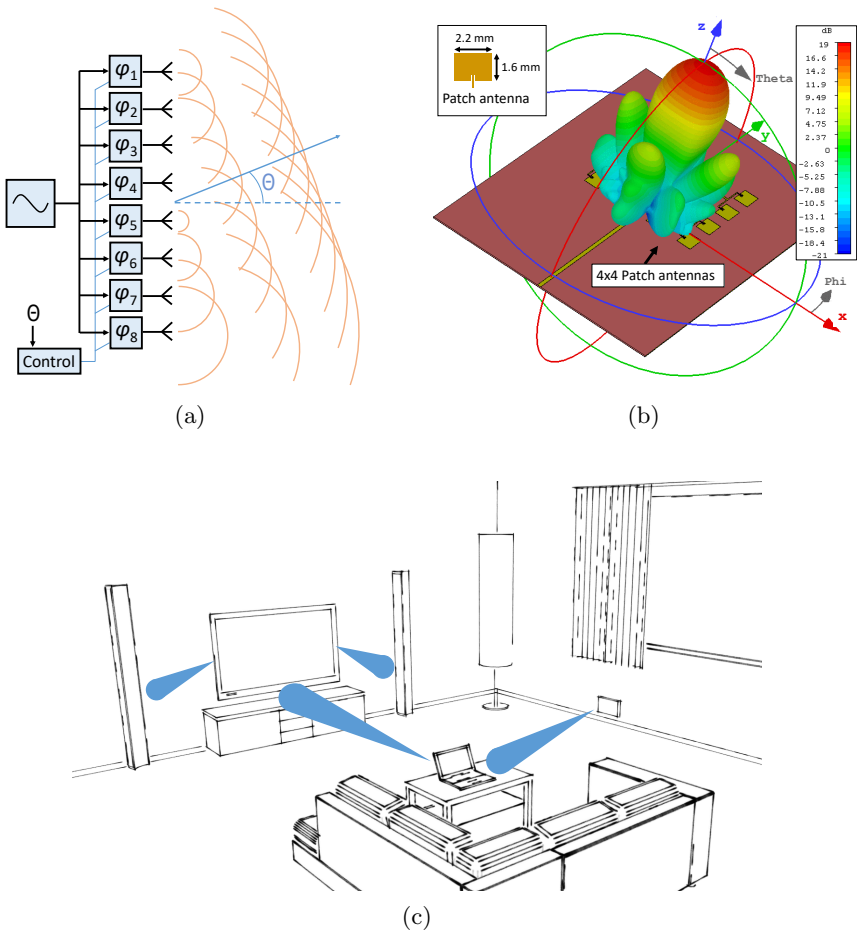 φ1
φ2
φ3
φ4
φ5
φ6
φ7
φ8
Θ
Θ
Control
(a)
2.2 mm
1.6 mm
Patch antenna
z
Theta
y
4x4 Patch antennas
Phi
x
dB
19
16.6
14.2
11.9
9.49
7.12
4.75
2.37
0
-2.63
-5.25
-7.88
-10.5
-13.1
-15.8
-18.4
-21
(b)
(c)